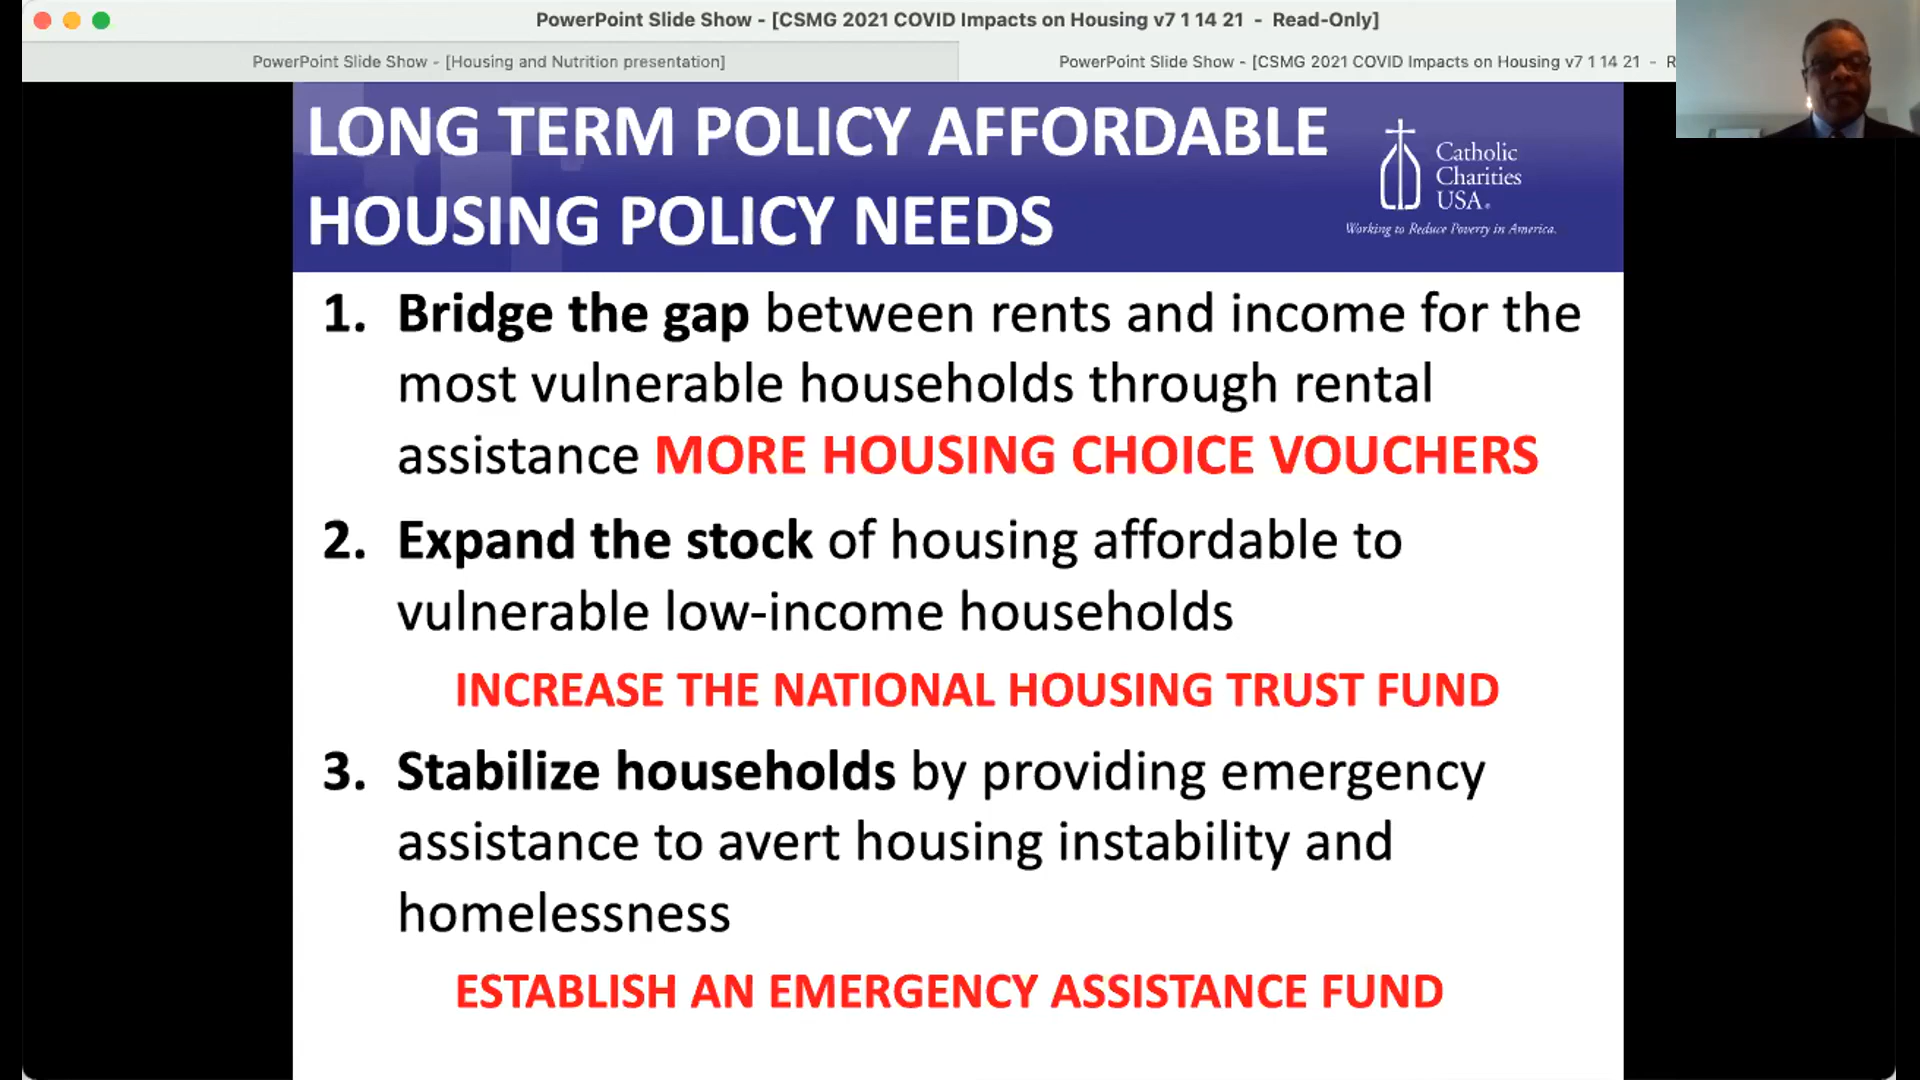 PowerPoint Slide Show - [CSMG 2021 COVID Impacts on Housing v7 1 14 21 - Read-Only]
PowerPoint Slide Show - [Housing and Nutrition presentation]
PowerPoint Slide Show - [CSMG 2021 COVID Impacts on Housing v7 1 14 21 - R
LONG TERM POLICY AFFORDABLE
HOUSING POLICY NEEDS
Catholic
Charities
USA®
Working to Reduce Poverty in America.
1. Bridge the gap between rents and income for the
most vulnerable households through rental
assistance MORE HOUSING CHOICE VOUCHERS
2. Expand the stock of housing affordable to
vulnerable low-income households
INCREASE THE NATIONAL HOUSING TRUST FUND
3. Stabilize households by providing emergency
assistance to avert housing instability and
homelessness
ESTABLISH AN EMERGENCY ASSISTANCE FUND